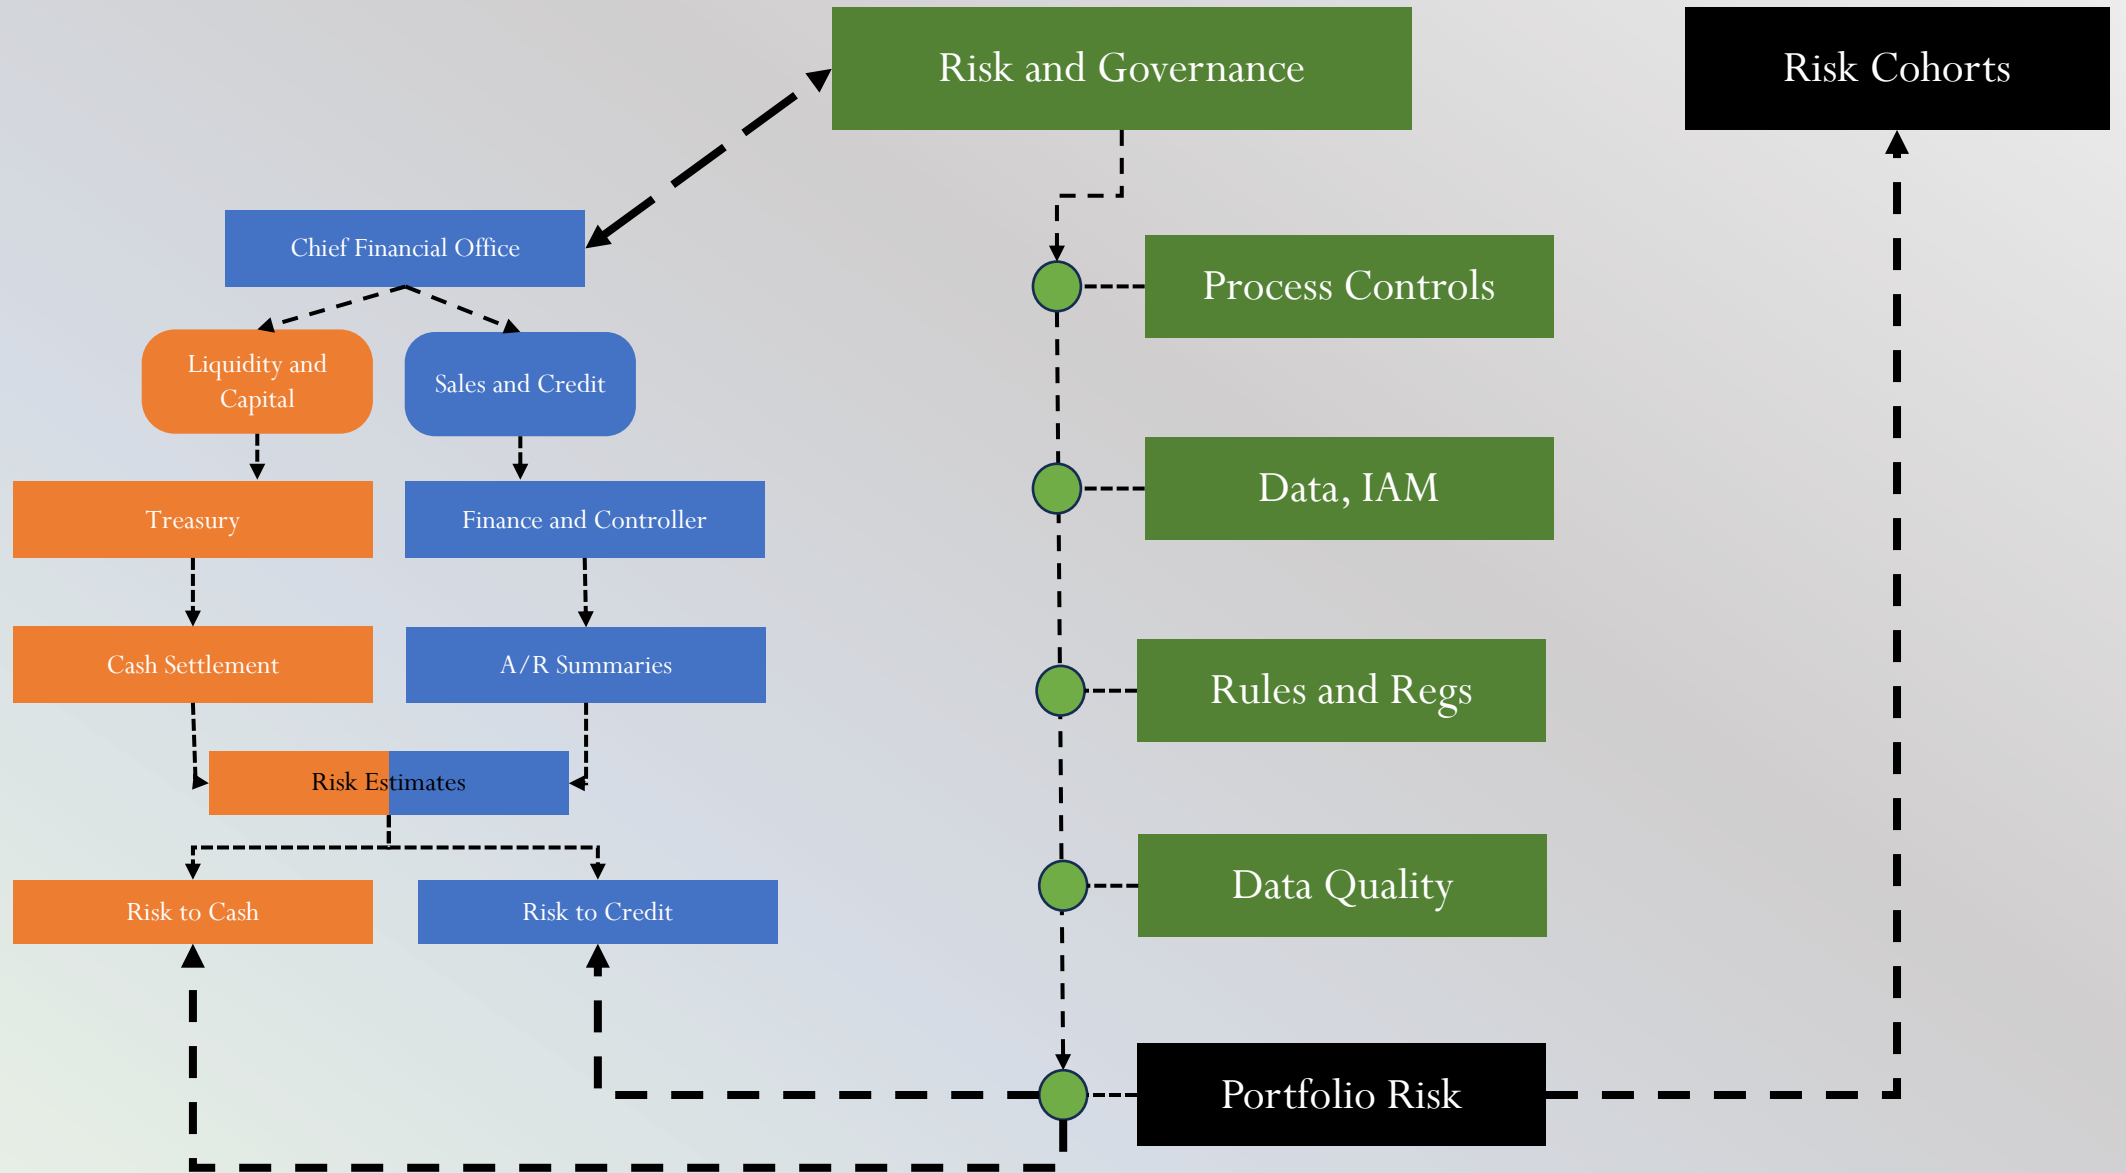 Risk and Governance
Risk Cohorts
Chief Financial Office
Process Controls
Liquidity and
Capital
Sales and Credit
Data, IAM
Treasury
Finance and Controller
Cash Settlement
A/R Summaries
Rules and Regs
Risk Estimates
Data Quality
Risk to Cash
Risk to Credit
Portfolio Risk